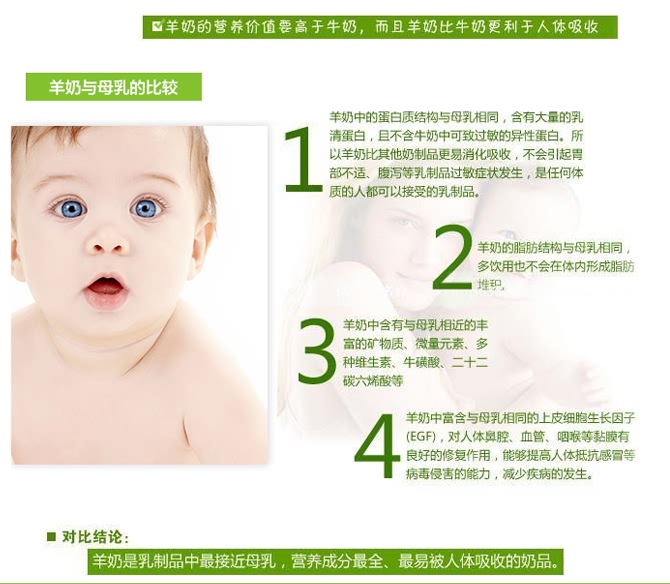 羊奶的营养价值要高于牛奶，而且羊奶比牛奶更利于人体吸收
羊奶与母乳的比较
1
羊奶中的蛋白质结构与母乳相同，含有大量的乳
清蛋白，且不含牛奶中可致过敏的异性蛋白。所
以羊奶比其他奶制品更易消化吸收，不会引起胃
部不适、腹泻等乳制品过敏症状发生，是任何体
质的人都可以接受的乳制品。
2
羊奶的脂肪结构与母乳相同，
多饮用也不会在体内形成脂肪
堆积。
3
羊奶中含有与母乳相近的丰
富的矿物质、微量元素、多
种维生素、牛磺酸、二十二
碳六烯酸等
4
羊奶中富含与母乳相同的上皮细胞生长因子
(EGF)，对人体鼻腔、血管、咽喉等黏膜有
良好的修复作用，能够提高人体抵抗感冒等
病毒侵害的能力，减少疾病的发生。
对比结论：
羊奶是乳制品中最接近母乳，营养成分最全、最易被人体吸收的奶品。